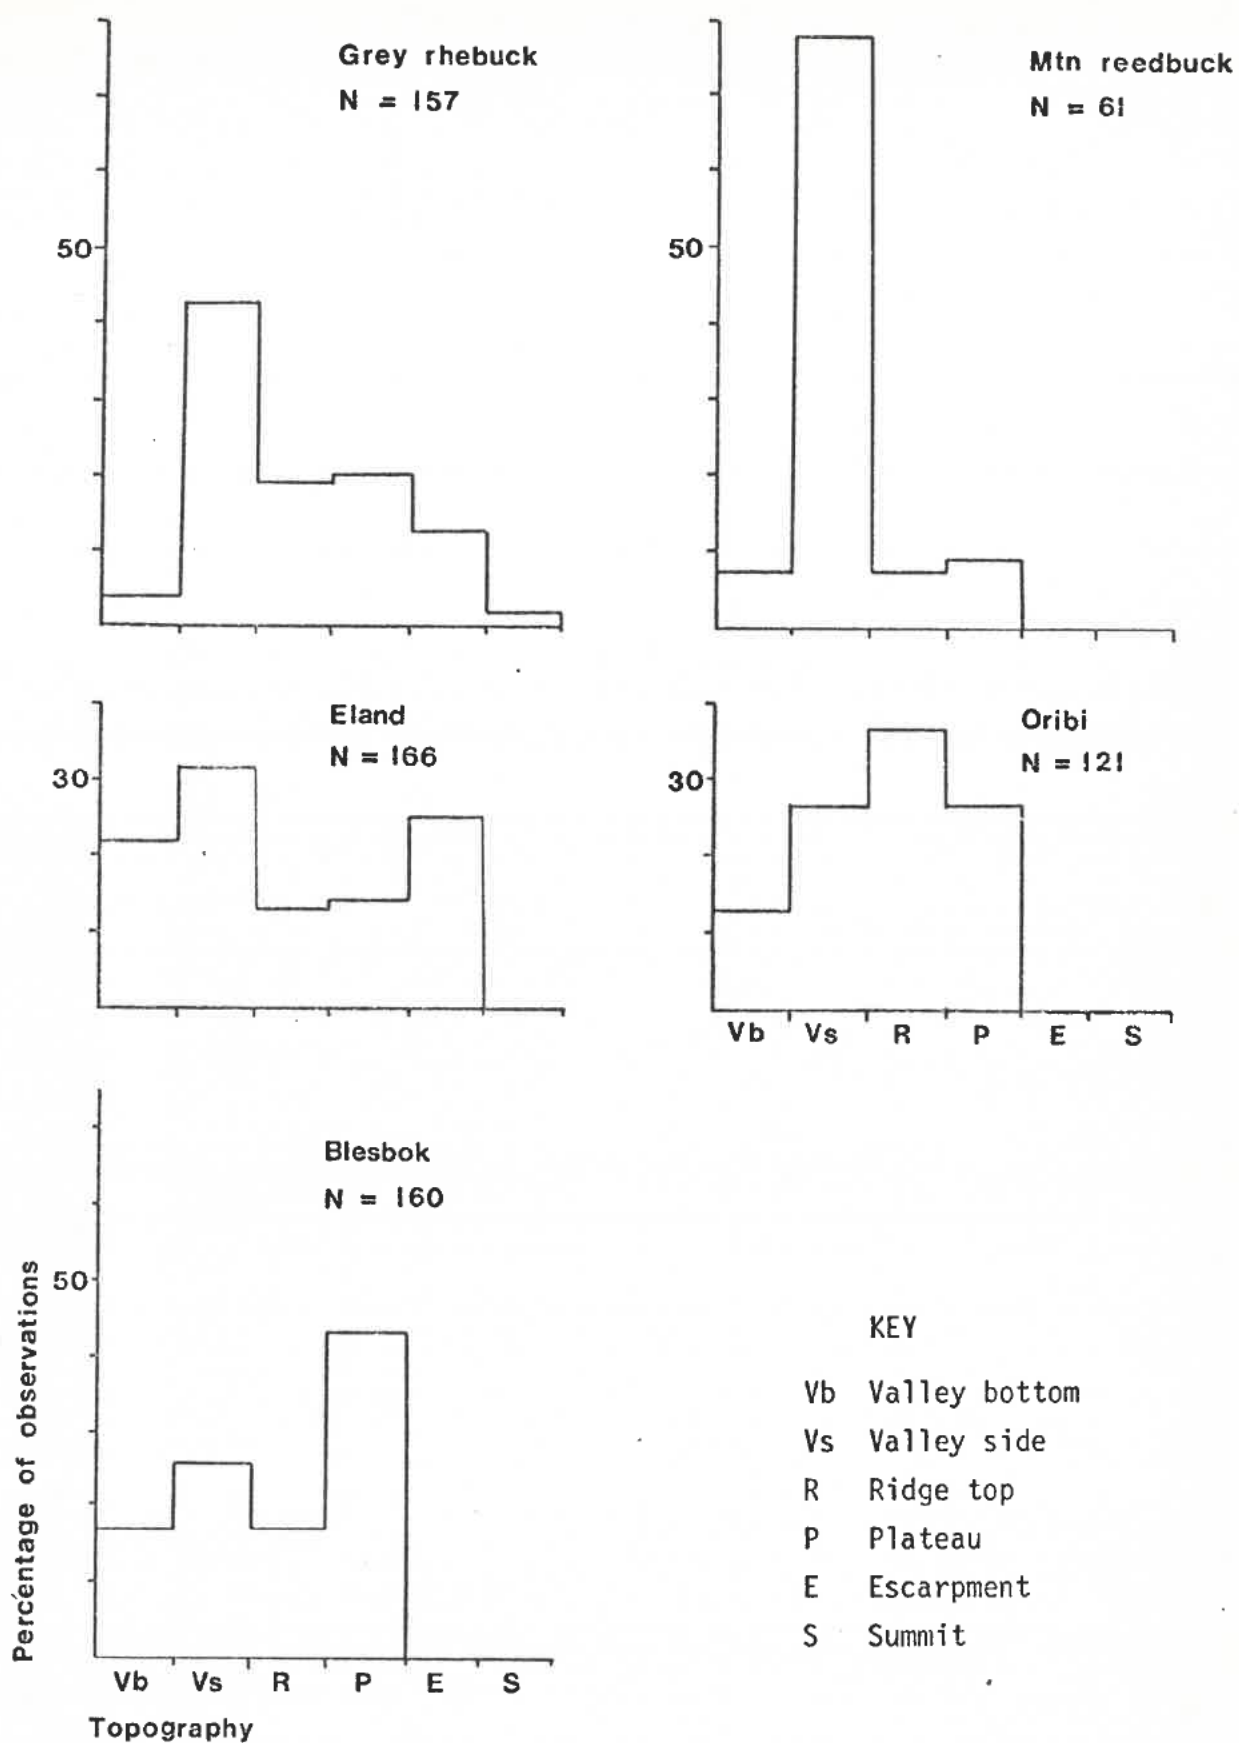 Grey rhebuck
N = 157
50
Mtn reedbuck
N = 61
50
Eland
N = 166
30
Oribi
N = 121
30
Vb Vs R P E S
Blesbok
N = 160
50
Percentage of observations
Vb Vs R P E S
Topography
KEY
Vb Valley bottom
Vs Valley side
R Ridge top
P Plateau
E Escarpment
S Summit